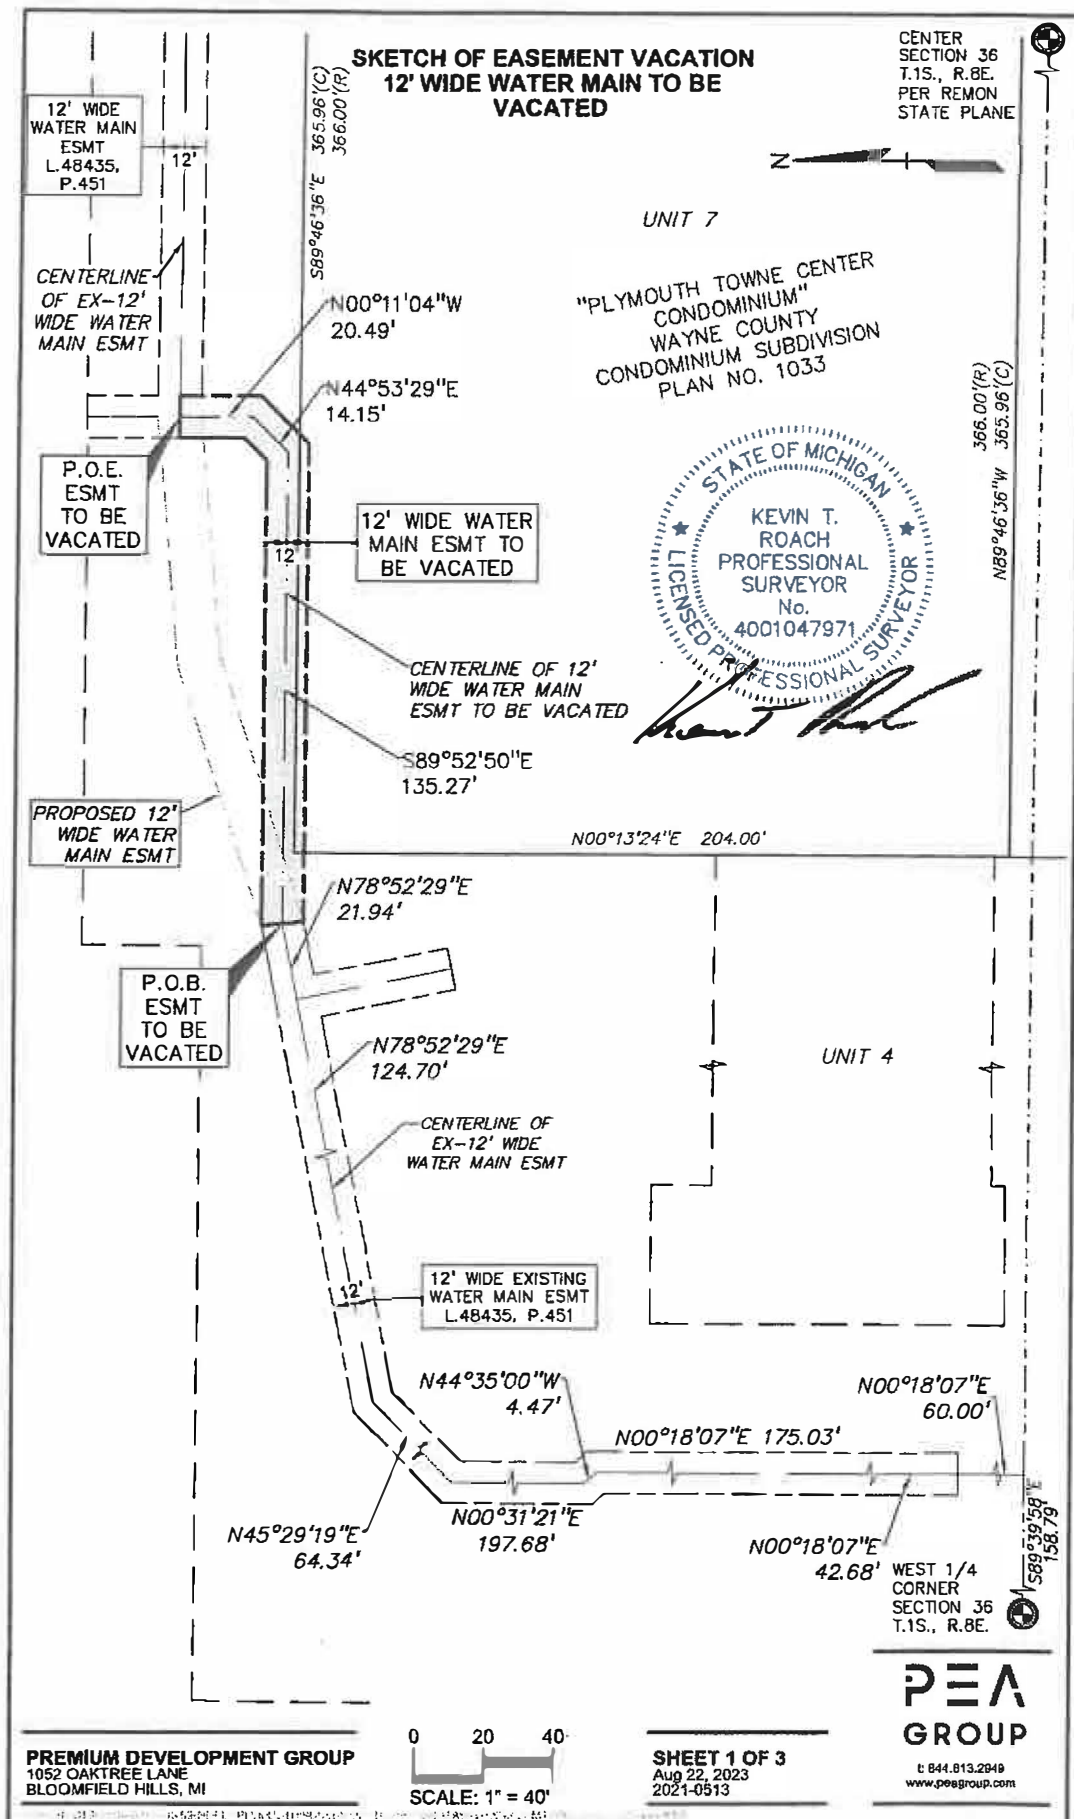 SKETCH OF EASEMENT VACATION
12' WIDE WATER MAIN TO BE
VACATED
CENTER
SECTION 36
T.1S., R.8E.
PER REMON
STATE PLANE
12' WIDE
WATER MAIN
ESMT
L.48435,
P.451
12'
S89°46'36"E 365.96'(C)
366.00'(R)
N
UNIT 7
CENTERLINE
OF EX-12'
WIDE WATER
MAIN ESMT
"PLYMOUTH TOWNE CENTER
CONDOMINIUM"
WAYNE COUNTY
CONDOMINIUM SUBDIVISION
PLAN NO. 1033
N00°11'04"W
20.49'
N44°53'29"E
14.15'
366.00'(R)
N89°46'36"W 365.96'(C)
P.O.E.
ESMT
TO BE
VACATED
12' WIDE WATER
MAIN ESMT TO
BE VACATED
12
STATE OF MICHIGAN
KEVIN T.
ROACH
PROFESSIONAL
SURVEYOR
No.
4001047971
LICENSED PROFESSIONAL SURVEYOR
CENTERLINE OF 12'
WIDE WATER MAIN
ESMT TO BE VACATED
S89°52'50"E
135.27'
PROPOSED 12'
WIDE WATER
MAIN ESMT
N00°13'24"E 204.00'
N78°52'29"E
21.94'
P.O.B.
ESMT
TO BE
VACATED
N78°52'29"E
124.70'
UNIT 4
CENTERLINE OF
EX-12' WIDE
WATER MAIN ESMT
12'
12' WIDE EXISTING
WATER MAIN ESMT
L.48435, P.451
N44°35'00"W
4.47'
N00°18'07"E
60.00'
N00°18'07"E 175.03'
N45°29'19"E
64.34'
N00°31'21"E
197.68'
N00°18'07"E
42.68'
S89°39'58"E
158.79'
WEST 1/4
CORNER
SECTION 36
T.1S., R.8E.
PEA
GROUP
t: 844.813.2949
www.peagroup.com
PREMIUM DEVELOPMENT GROUP
1052 OAKTREE LANE
BLOOMFIELD HILLS, MI
0 20 40
SCALE: 1" = 40'
SHEET 1 OF 3
Aug 22, 2023
2021-0513